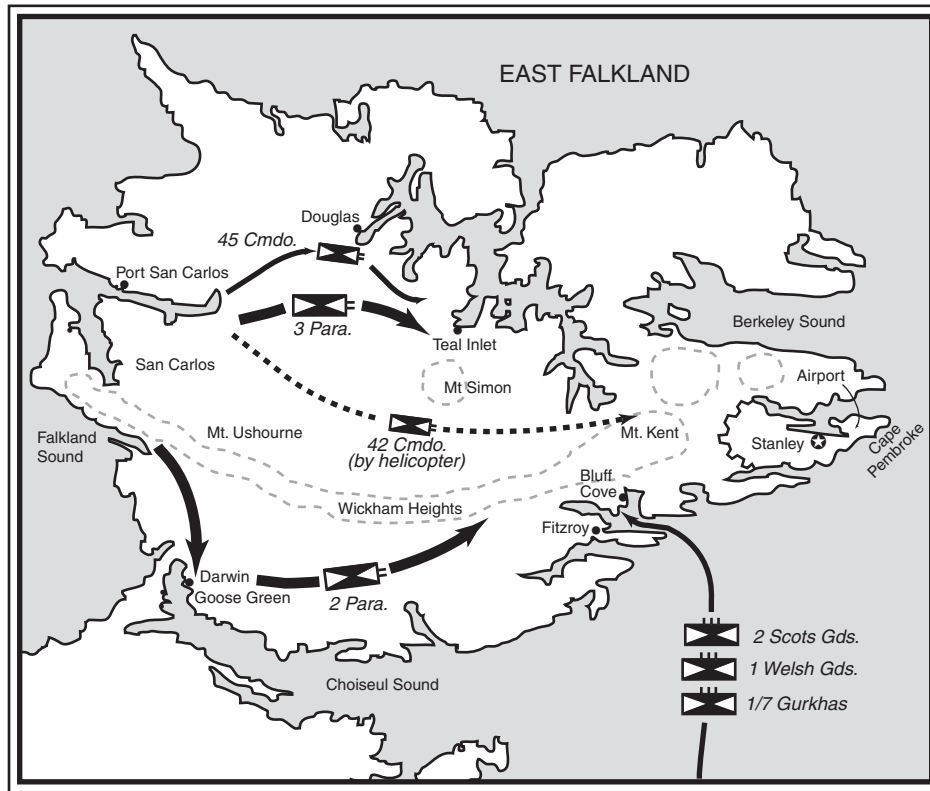 EAST FALKLAND
Douglas
45 Cmdo.
Port San Carlos
3 Para.
Teal Inlet
Berkeley Sound
San Carlos
Mt Simon
Airport
Falkland
Sound
Mt. Ushourne
42 Cmdo.
(by helicopter)
Mt. Kent
Stanley
Cape
Pembroke
Bluff
Cove
Wickham Heights
Fitzroy
Darwin
Goose Green
2 Para.
2 Scots Gds.
1 Welsh Gds.
1/7 Gurkhas
Choiseul Sound